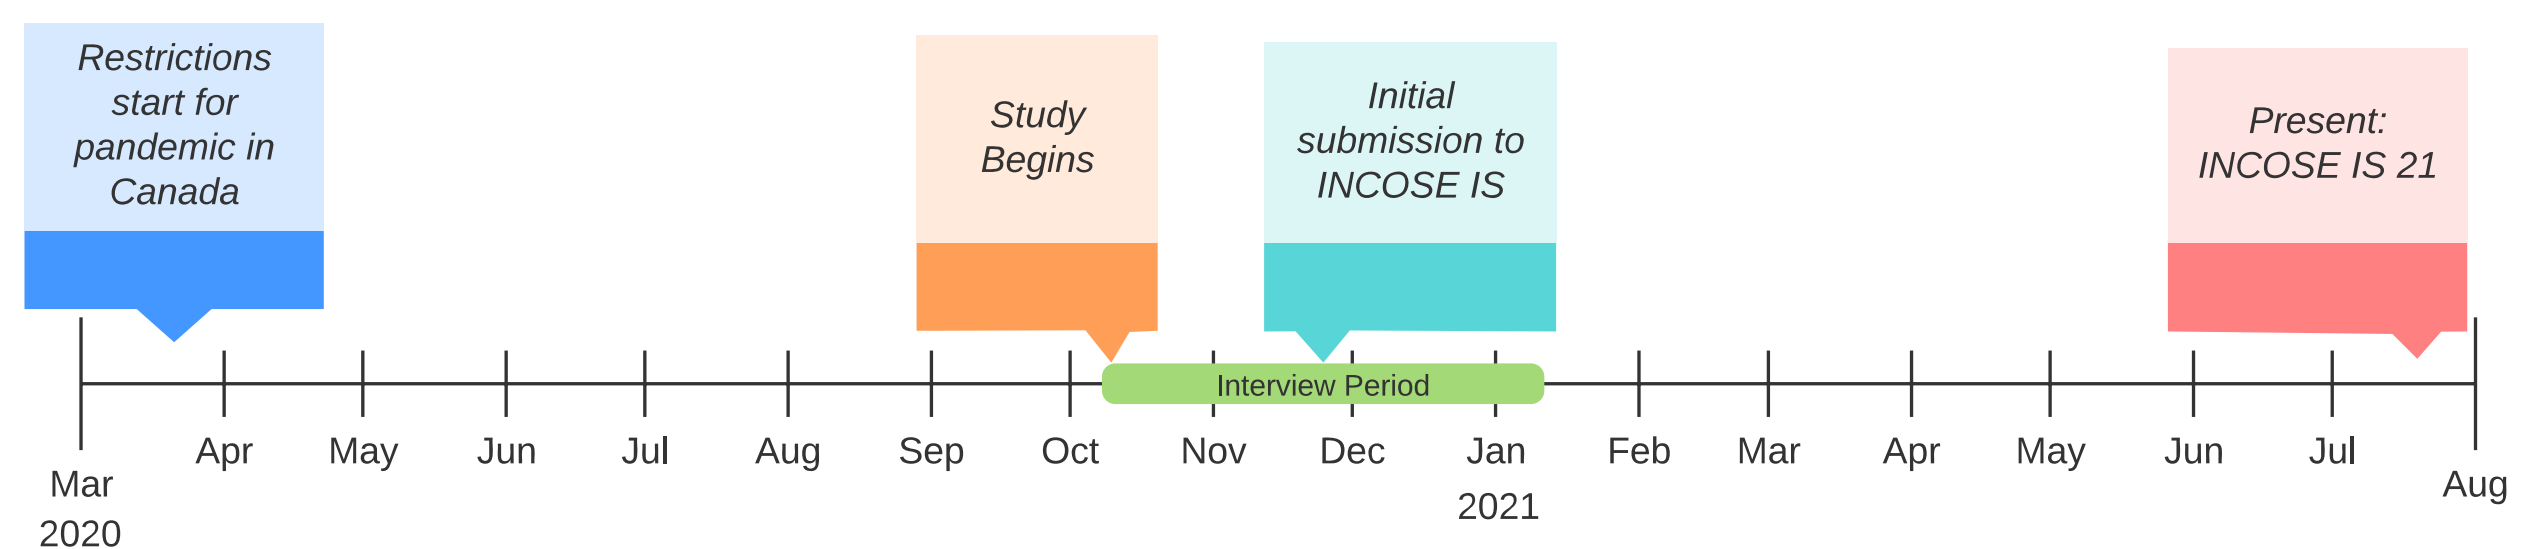 Restrictions
start for
pandemic in
Canada
Study
Begins
Initial
submission to
INCOSE IS
Present:
INCOSE IS 21
Interview Period
Mar
2020
Apr
May
Jun
Jul
Aug
Sep
Oct
Nov
Dec
Jan
2021
Feb
Mar
Apr
May
Jun
Jul
Aug